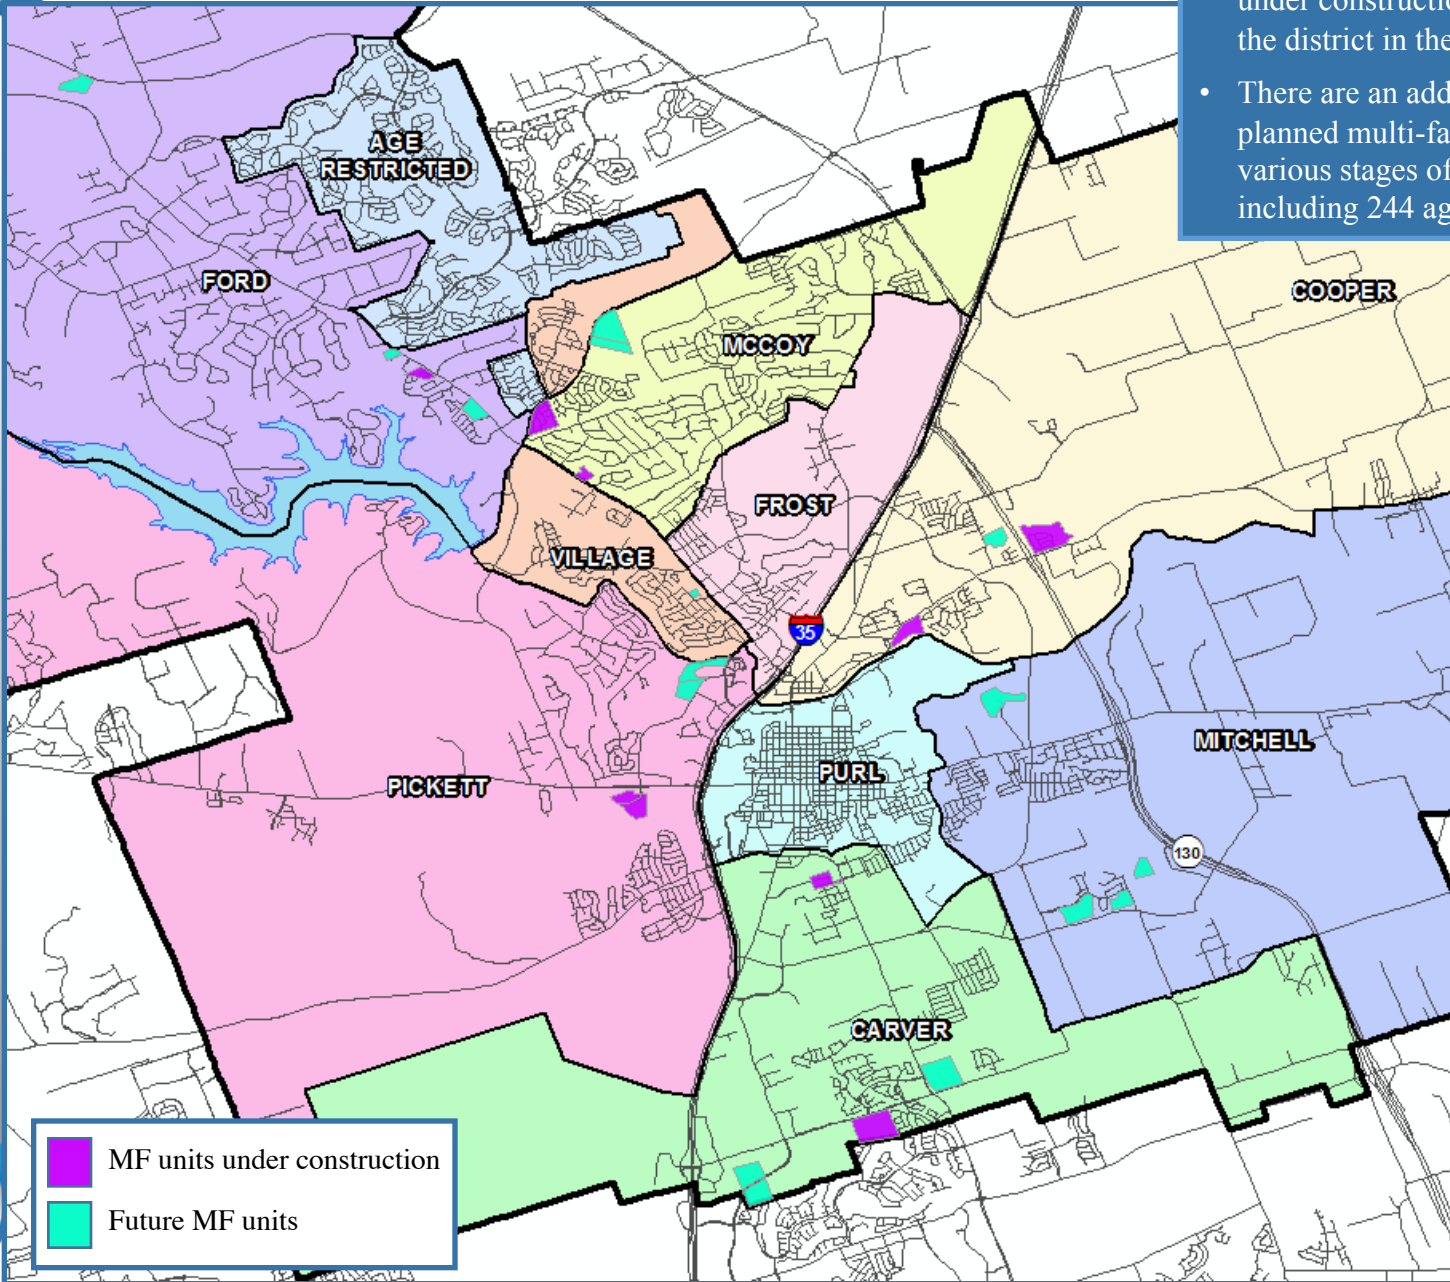 the district in the
• There are an add
planned multi-fa
various stages of
including 244 ag
AGE
RESTRICTED
FORD
COOPER
MCCOY
FROST
VILLAGE
35
MITCHELL
PURL
PICKETT
130
CARVER
MF units under construction
Future MF units